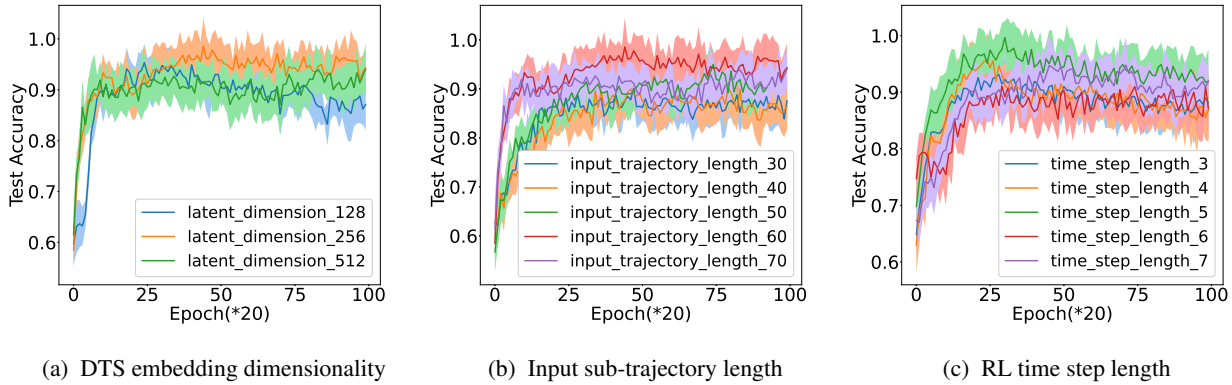 Test Accuracy
1.0
0.9
0.8
0.7
0.6
0
25
50
75
100
Epoch(*20)
latent_dimension_128
latent_dimension_256
latent_dimension_512
(a) DTS embedding dimensionality
Test Accuracy
1.0
0.9
0.8
0.7
0.6
0
25
50
75
100
Epoch(*20)
input_trajectory_length_30
input_trajectory_length_40
input_trajectory_length_50
input_trajectory_length_60
input_trajectory_length_70
(b) Input sub-trajectory length
Test Accuracy
1.0
0.9
0.8
0.7
0.6
0
25
50
75
100
Epoch(*20)
time_step_length_3
time_step_length_4
time_step_length_5
time_step_length_6
time_step_length_7
(c) RL time step length